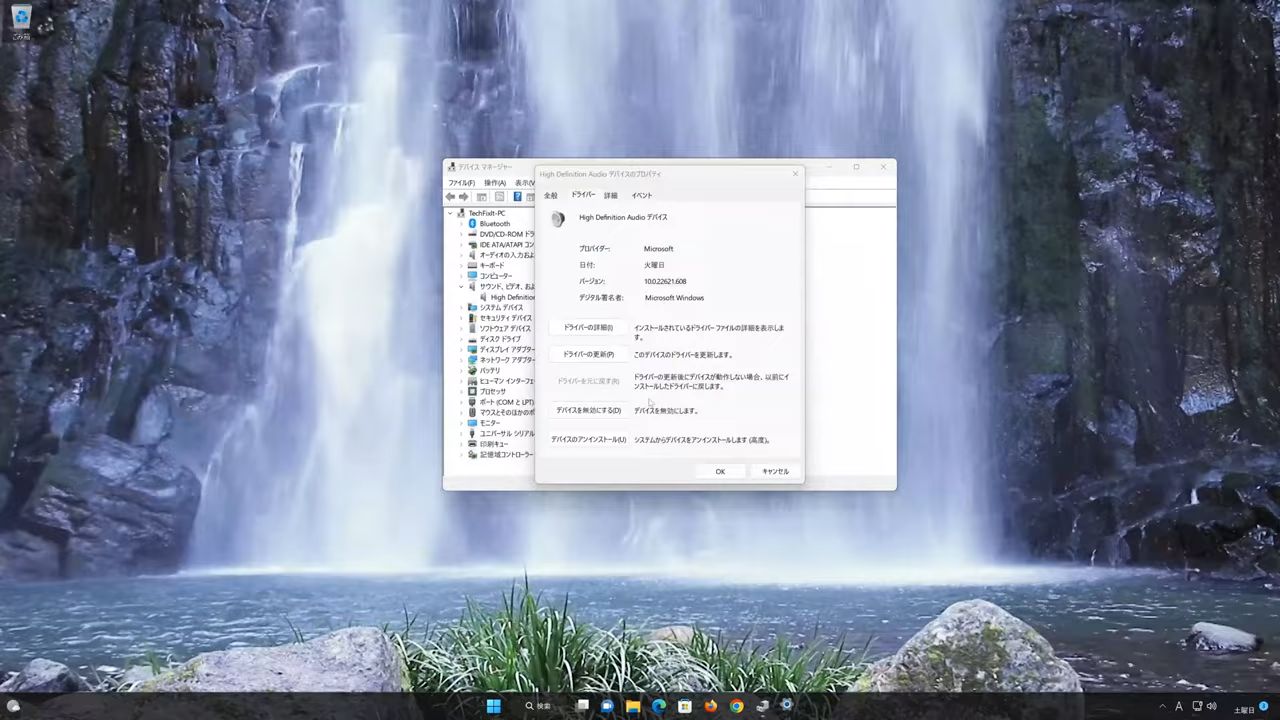 ごみ箱
デバイス マネージャー
ファイル(F) 操作(A) 表示(V
TechFixIt-PC
Bluetooth
DVD/CD-ROM ドラ
IDE ATA/ATAPI コン
オーディオの入力およ
キーボード
コンピューター
サウンド、ビデオ、およ
High Definition
システム デバイス
セキュリティ デバイス
ソフトウェア デバイス
ディスク ドライブ
ディスプレイ アダプター
ネットワーク アダプター
バッテリ
ヒューマン インターフェ
プロセッサ
ポート (COM と LPT)
マウスとそのほかのポ
モニター
ユニバーサル シリアル
印刷キュー
記憶域コントローラー
High Definition Audio デバイスのプロパティ
全般 ドライバー 詳細 イベント
High Definition Audio デバイス
プロバイダー: Microsoft
日付: 火曜日
バージョン: 10.0.22621.608
デジタル署名者: Microsoft Windows
ドライバーの詳細(I) インストールされているドライバー ファイルの詳細を表示しま
す。
ドライバーの更新(P) このデバイスのドライバーを更新します。
ドライバーを元に戻す(R) ドライバーの更新後にデバイスが動作しない場合、以前にイ
ンストールしたドライバーに戻します。
デバイスを無効にする(D) デバイスを無効にします。
デバイスのアンインストール(U) システムからデバイスをアンインストールします (高度)。
OK キャンセル
検索
A
土曜日
3